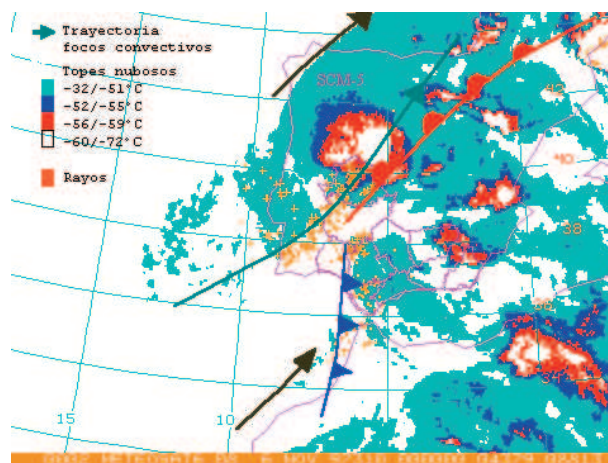 Trayectoria
focos convectivos
Topes nubosos
-32/-51°C
-52/-55°C
-56/-59°C
-60/-72°C
Rayos
SCM-5
42
40
38
36
34
15
10